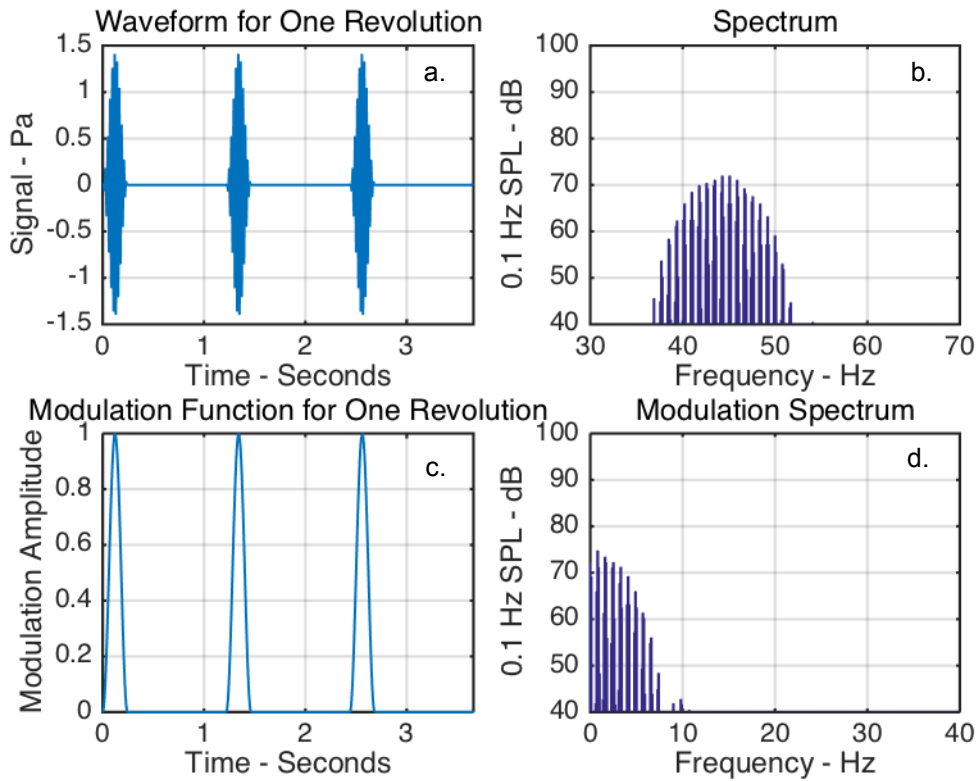 Waveform for One Revolution
1.5
1
0.5
0
-0.5
-1
-1.5
Signal - Pa
a.
0 1 2 3
Time - Seconds
Spectrum
100
90
80
70
60
50
40
0.1 Hz SPL - dB
b.
30 40 50 60 70
Frequency - Hz
Modulation Function for One Revolution
1
0.8
0.6
0.4
0.2
0
Modulation Amplitude
c.
0 1 2 3
Time - Seconds
Modulation Spectrum
100
90
80
70
60
50
40
0.1 Hz SPL - dB
d.
0 10 20 30 40
Frequency - Hz